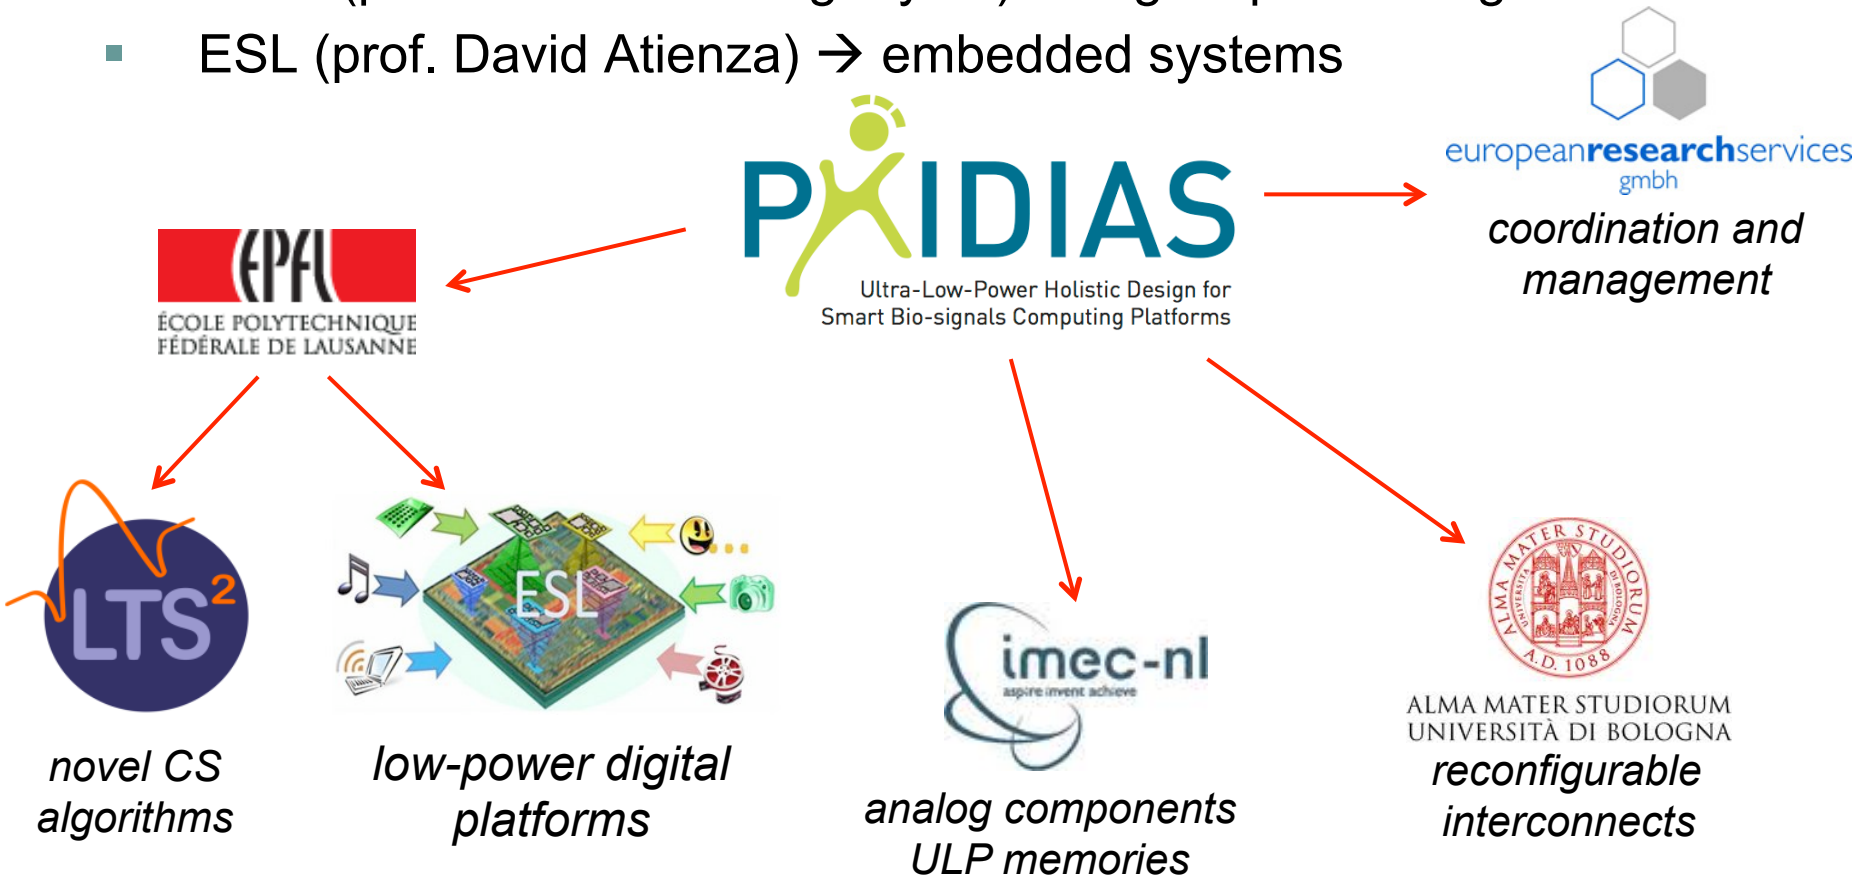 ESL (prof. David Atienza) → embedded systems
PHIDIAS
Ultra-Low-Power Holistic Design for
Smart Bio-signals Computing Platforms
europeanresearchservices
gmbh
coordination and
management
EPFL
ÉCOLE POLYTECHNIQUE
FÉDÉRALE DE LAUSANNE
LTS2
novel CS
algorithms
ESL
low-power digital
platforms
imec-nl
aspire invent achieve
analog components
ULP memories
ALMA MATER STUDIORUM
A.D. 1088
ALMA MATER STUDIORUM
UNIVERSITÀ DI BOLOGNA
reconfigurable
interconnects